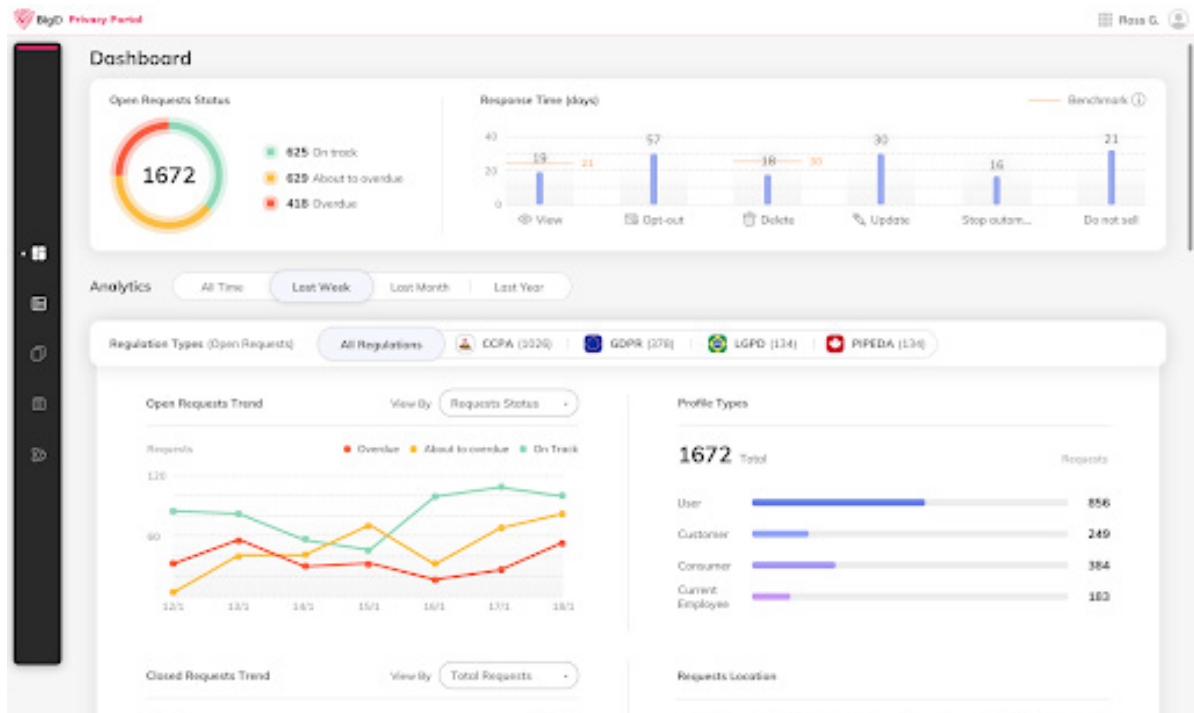 BigD Privacy Portal
Ross G.
Dashboard
Open Requests Status
1672
625 On track
629 About to overdue
418 Overdue
Response Time (days)
Benchmark
40
20
0
19
21
57
18
30
30
16
21
View
Opt-out
Delete
Update
Stop autom...
Do not sell
Analytics
All Time
Last Week
Last Month
Last Year
Regulation Types (Open Requests)
All Regulations
CCPA (1026)
GDPR (378)
LGPD (134)
PIPEDA (134)
Open Requests Trend
View By
Requests Status
Requests
Overdue
About to overdue
On Track
120
60
12/1
13/1
14/1
15/1
16/1
17/1
18/1
Profile Types
1672 Total
Requests
User
856
Customer
249
Consumer
384
Current
Employee
183
Closed Requests Trend
View By
Total Requests
Requests Location